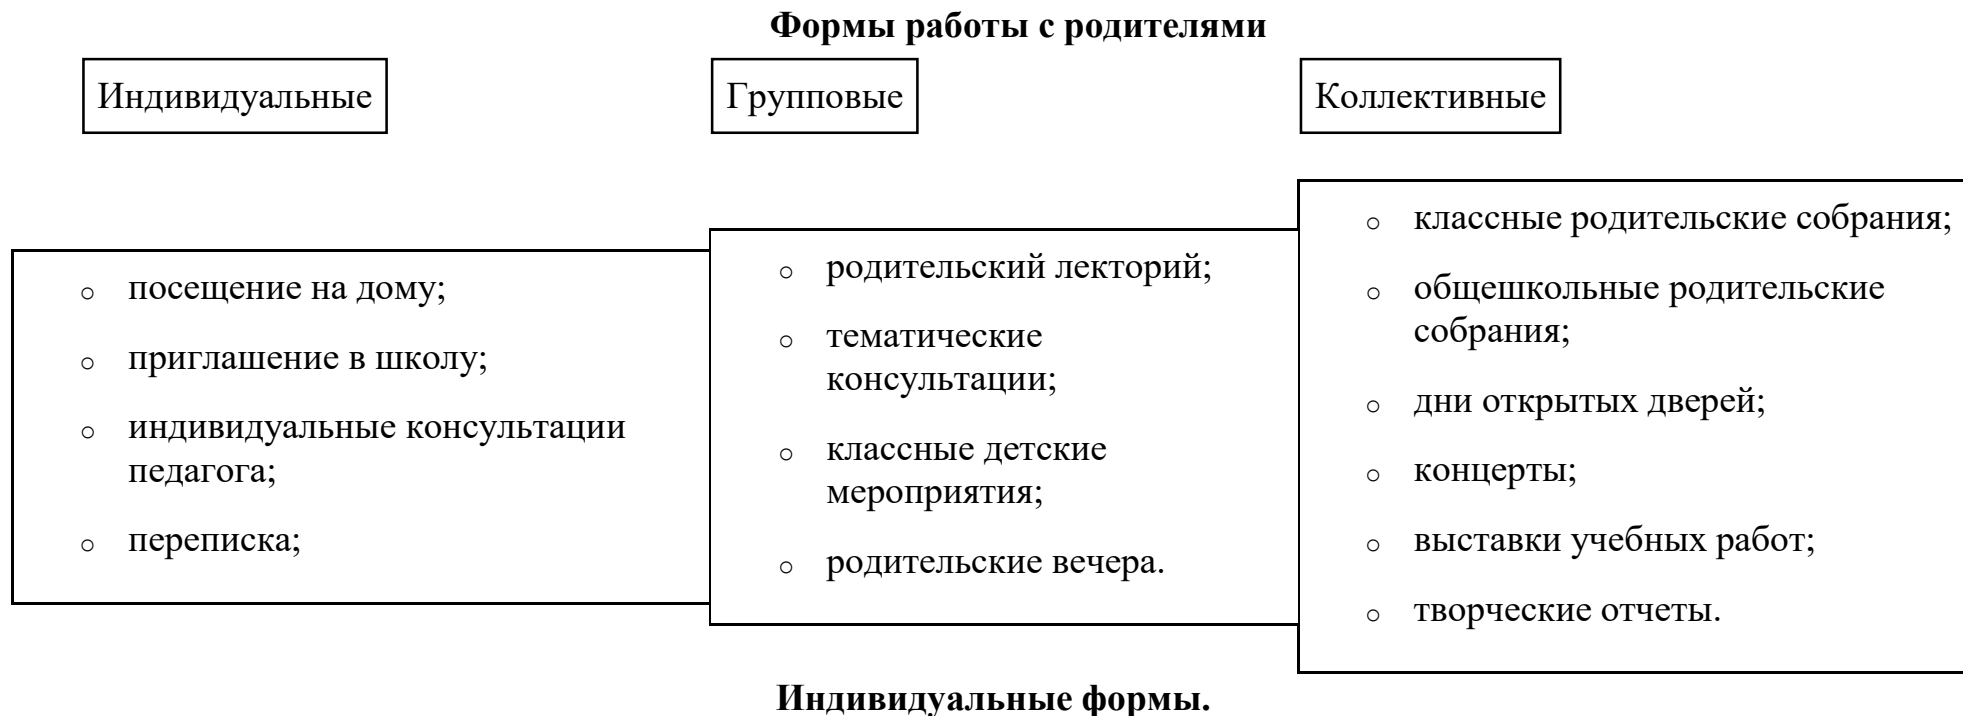 Формы работы с родителями
Индивидуальные
Групповые
Коллективные
посещение на дому;
приглашение в школу;
индивидуальные консультации
педагога;
переписка;
родительский лекторий;
тематические
консультации;
классные детские
мероприятия;
родительские вечера.
классные родительские собрания;
общешкольные родительские
собрания;
дни открытых дверей;
концерты;
выставки учебных работ;
творческие отчеты.
Индивидуальные формы.